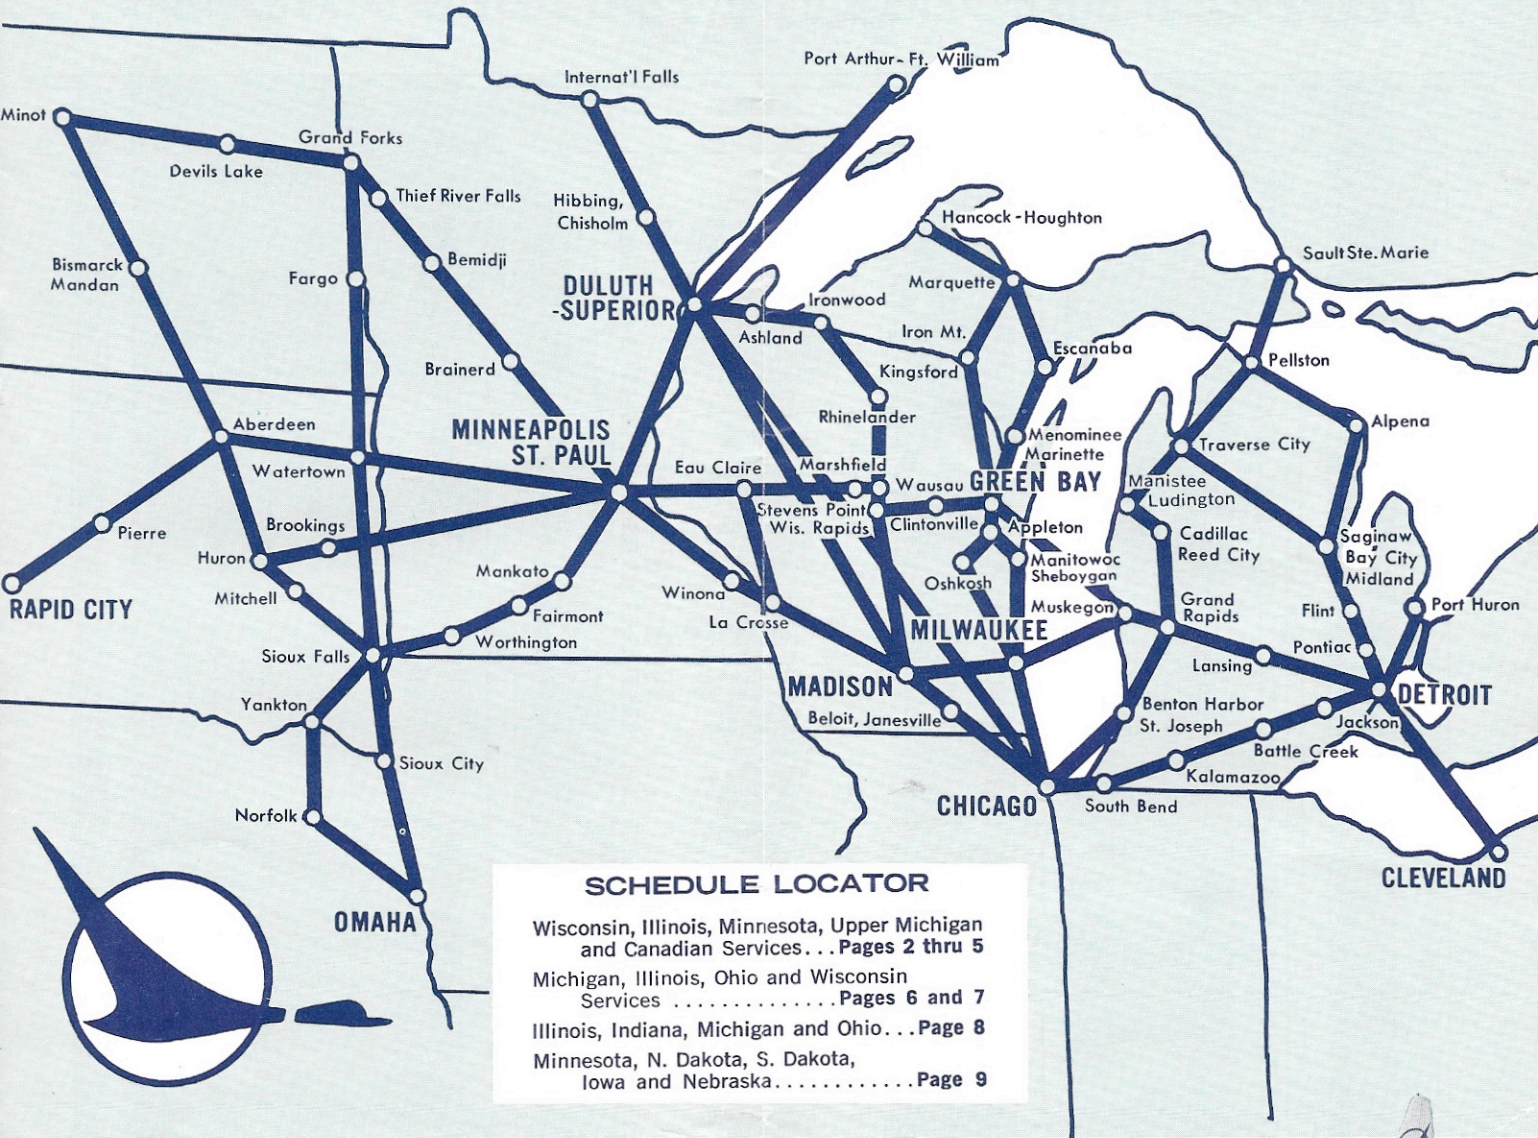 Port Arthur - Ft. William
Internat'l Falls
Minot
Grand Forks
Devils Lake
Thief River Falls
Hibbing,
Chisholm
Hancock - Houghton
Sault Ste. Marie
Bismarck
Mandan
Fargo
Bemidji
DULUTH
-SUPERIOR
Marquette
Ironwood
Ashland
Iron Mt.
Kingsford
Escanaba
Pellston
Brainerd
Rhinelander
Alpena
Aberdeen
MINNEAPOLIS
ST. PAUL
Menominee
Marinette
Traverse City
Watertown
Eau Claire
Marshfield
Wausau
GREEN BAY
Manistee
Ludington
Stevens Point
Wis. Rapids
Clintonville
Appleton
Brookings
Pierre
Cadillac
Reed City
Saginaw
Bay City
Midland
Huron
Mankato
Oshkosh
Manitowoc
Sheboygan
Mitchell
Winona
RAPID CITY
Fairmont
La Crosse
Muskegon
Grand
Rapids
Flint
Port Huron
MILWAUKEE
Worthington
Sioux Falls
Pontiac
Lansing
MADISON
DETROIT
Yankton
Beloit, Janesville
Benton Harbor
St. Joseph
Jackson
Battle Creek
Sioux City
Kalamazoo
CHICAGO
South Bend
Norfolk
CLEVELAND
OMAHA
SCHEDULE LOCATOR
Wisconsin, Illinois, Minnesota, Upper Michigan
and Canadian Services...Pages 2 thru 5
Michigan, Illinois, Ohio and Wisconsin
Services ..............Pages 6 and 7
Illinois, Indiana, Michigan and Ohio...Page 8
Minnesota, N. Dakota, S. Dakota,
Iowa and Nebraska............Page 9